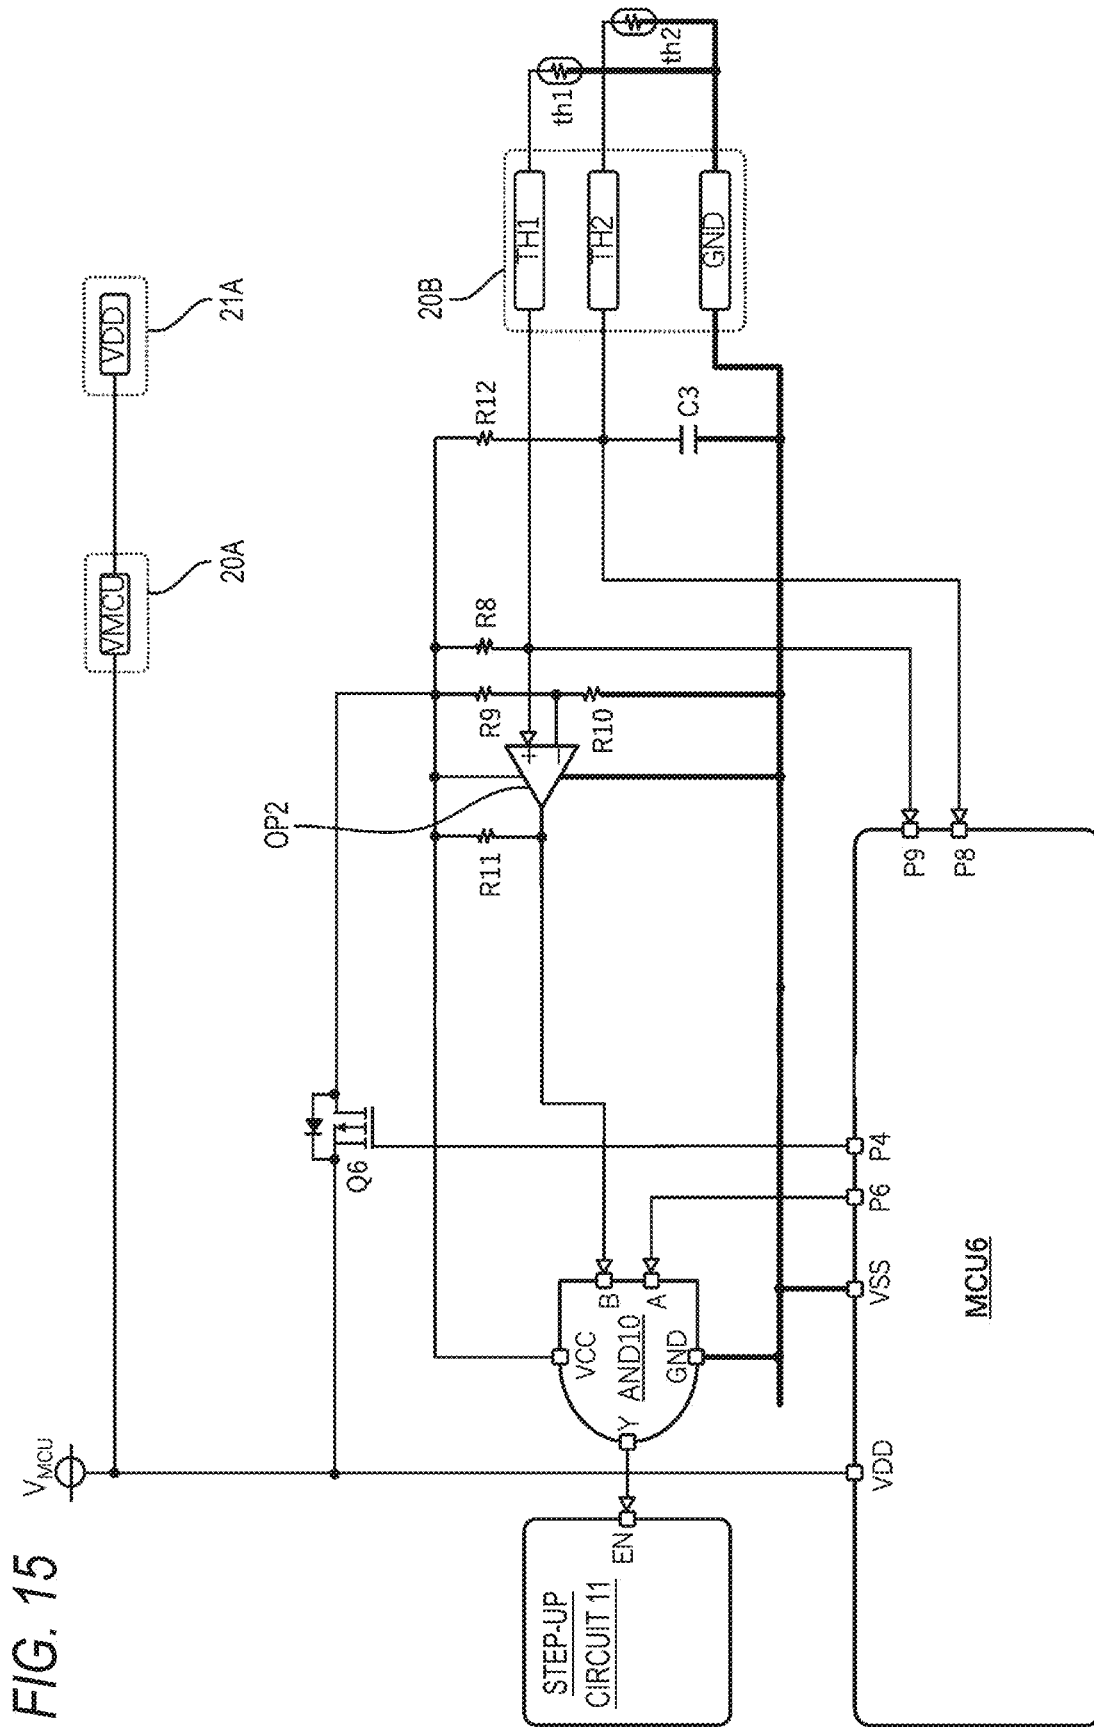 FIG. 15
VMCU
VMCU
20A
VDD
21A
Q6
OP2
R11
R9
R8
R12
R10
C3
20B
TH1
TH2
GND
th1
th2
STEP-UP
CIRCUIT 11
EN
Y
VCC
AND10
GND
B
A
VDD
VSS
P6
P4
P9
P8
MCU6
+
−